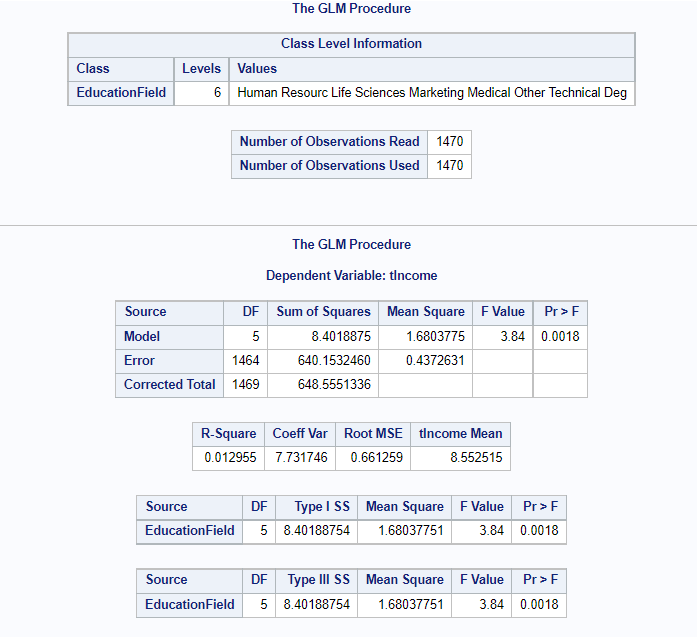 The GLM Procedure
Class Level Information
Class Levels Values
EducationField 6 Human Resourc Life Sciences Marketing Medical Other Technical Deg
Number of Observations Read 1470
Number of Observations Used 1470
The GLM Procedure
Dependent Variable: tIncome
Source DF Sum of Squares Mean Square F Value Pr > F
Model 5 8.4018875 1.6803775 3.84 0.0018
Error 1464 640.1532460 0.4372631
Corrected Total 1469 648.5551336
R-Square Coeff Var Root MSE tIncome Mean
0.012955 7.731746 0.661259 8.552515
Source DF Type I SS Mean Square F Value Pr > F
EducationField 5 8.40188754 1.68037751 3.84 0.0018
Source DF Type III SS Mean Square F Value Pr > F
EducationField 5 8.40188754 1.68037751 3.84 0.0018